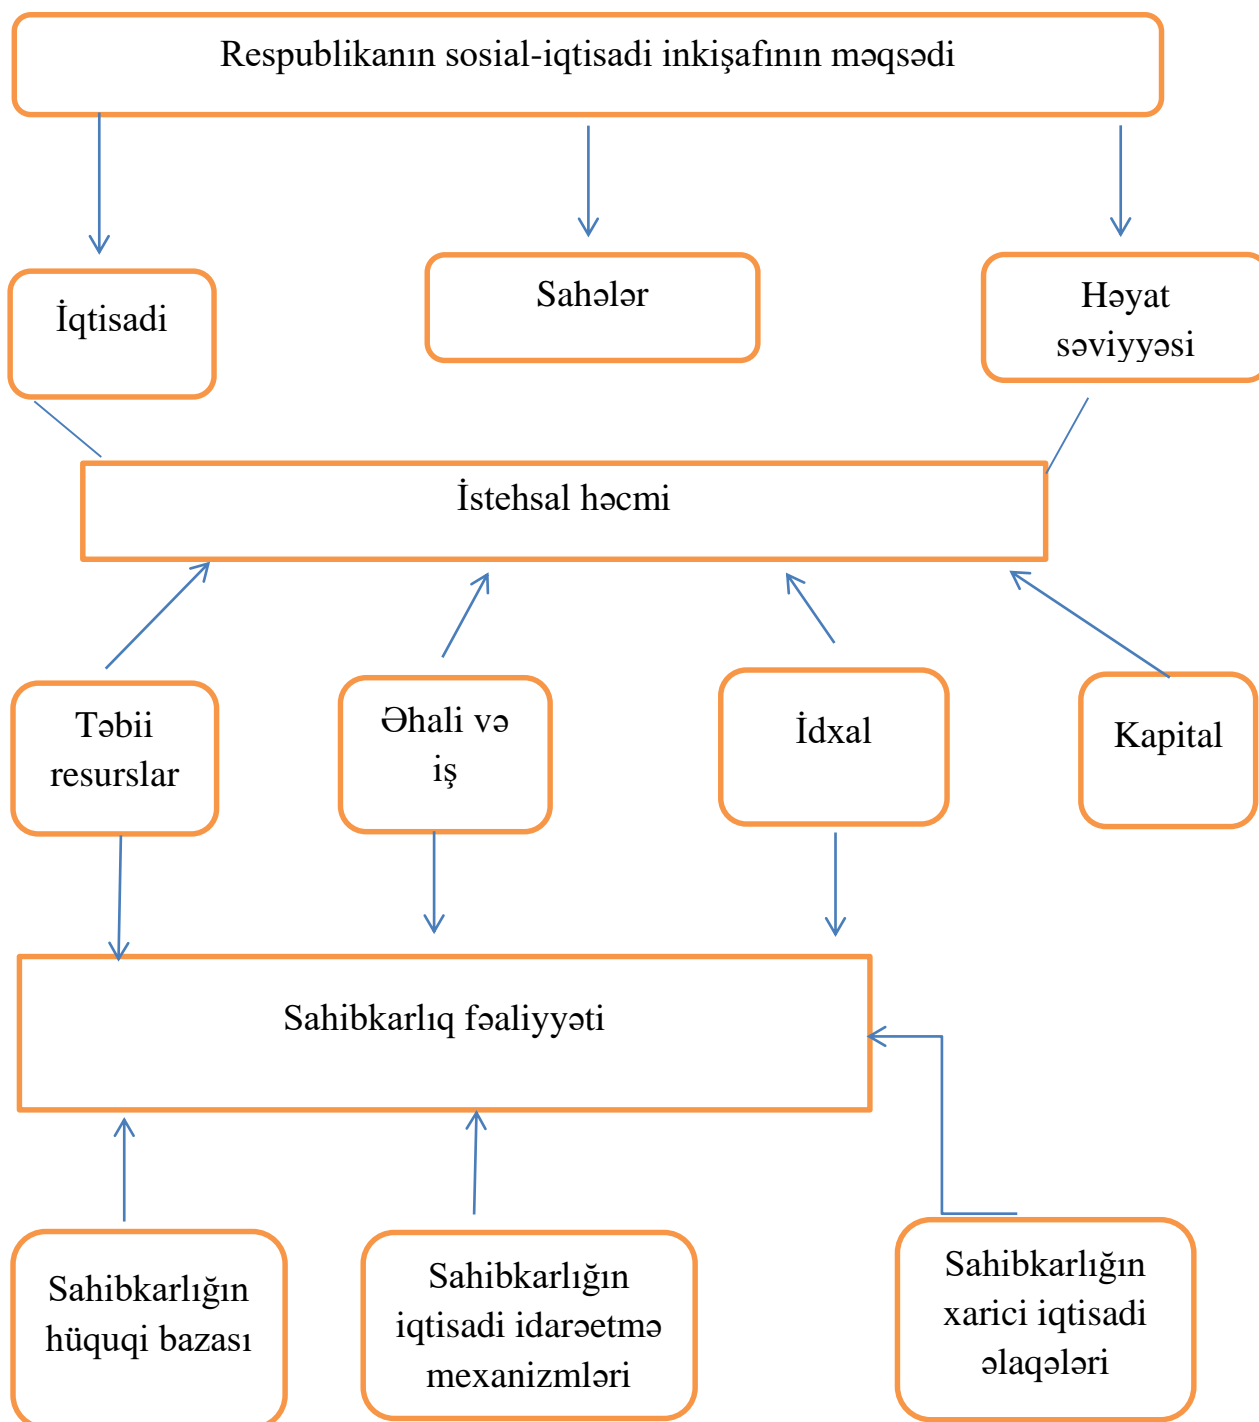 Respublikanın sosial-iqtisadi inkişafının məqsədi
İqtisadi
Sahələr
Həyat
səviyyəsi
İstehsal həcmi
Təbii
resurslar
Əhali və
iş
İdxal
Kapital
Sahibkarlıq fəaliyyəti
Sahibkarlığın
hüquqi bazası
Sahibkarlığın
iqtisadi idarəetmə
mexanizmləri
Sahibkarlığın
xarici iqtisadi
əlaqələri